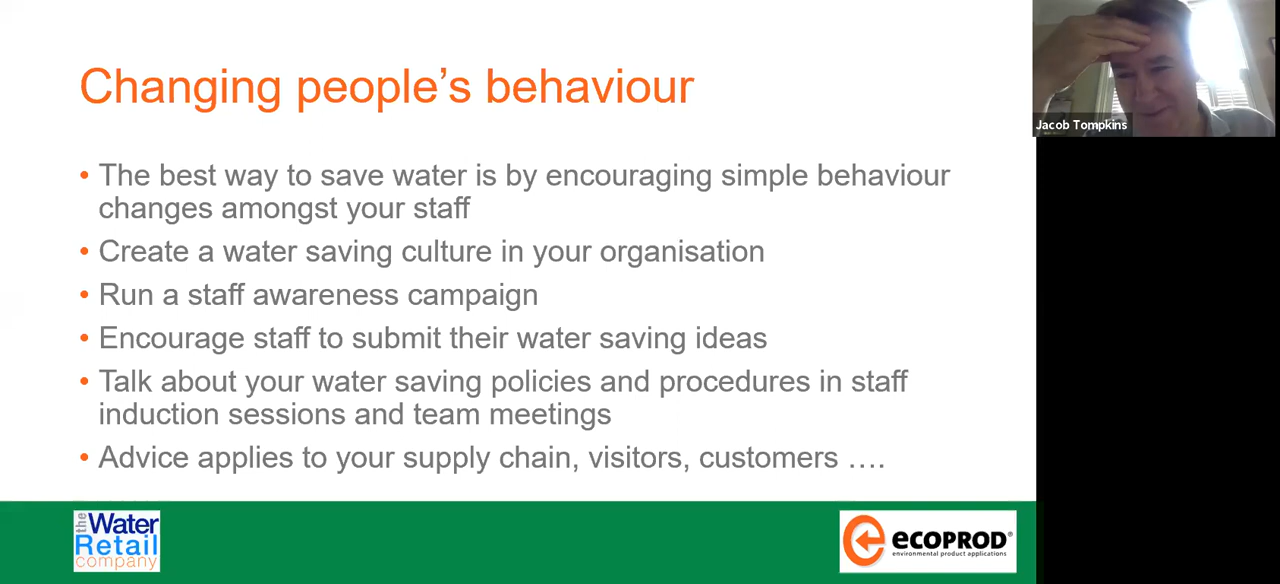 Changing people's behaviour
Jacob Tompkins
• The best way to save water is by encouraging simple behaviour
changes amongst your staff
• Create a water saving culture in your organisation
• Run a staff awareness campaign
• Encourage staff to submit their water saving ideas
• Talk about your water saving policies and procedures in staff
induction sessions and team meetings
• Advice applies to your supply chain, visitors, customers ….
the Water
Retail
company
ECOPROD®
environmental product applications